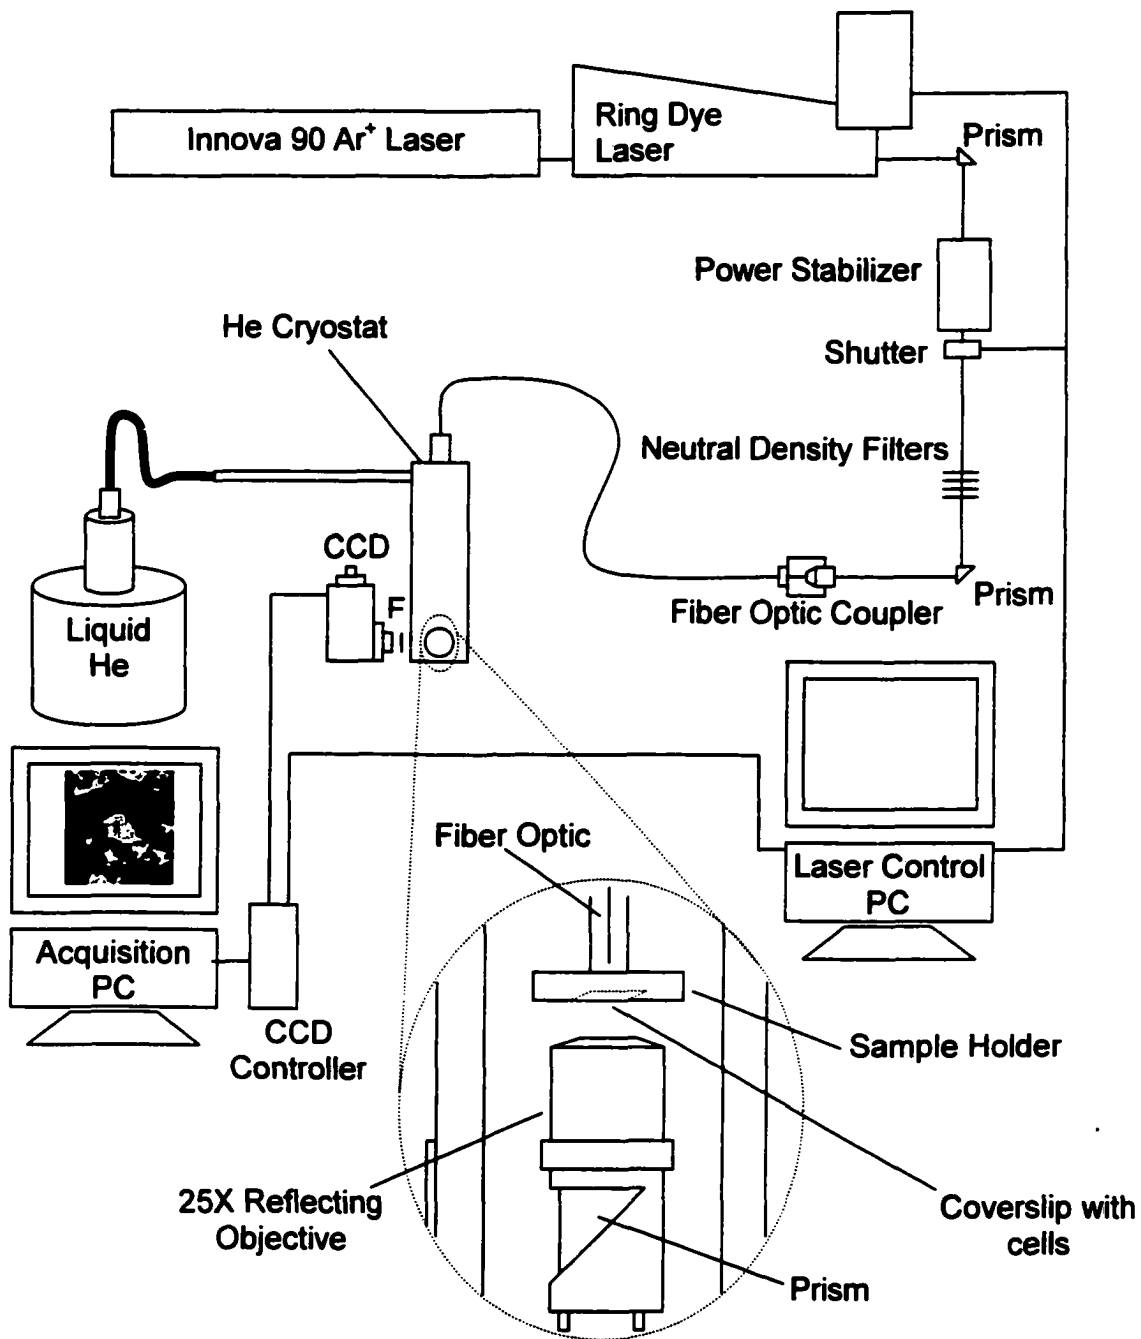 Innova 90 Ar+ Laser
Ring Dye
Laser
Prism
Power Stabilizer
He Cryostat
Shutter
Neutral Density Filters
CCD
F
Prism
Fiber Optic Coupler
Liquid
He
Fiber Optic
Laser Control
PC
Acquisition
PC
CCD
Controller
Sample Holder
25X Reflecting
Objective
Coverslip with
cells
Prism